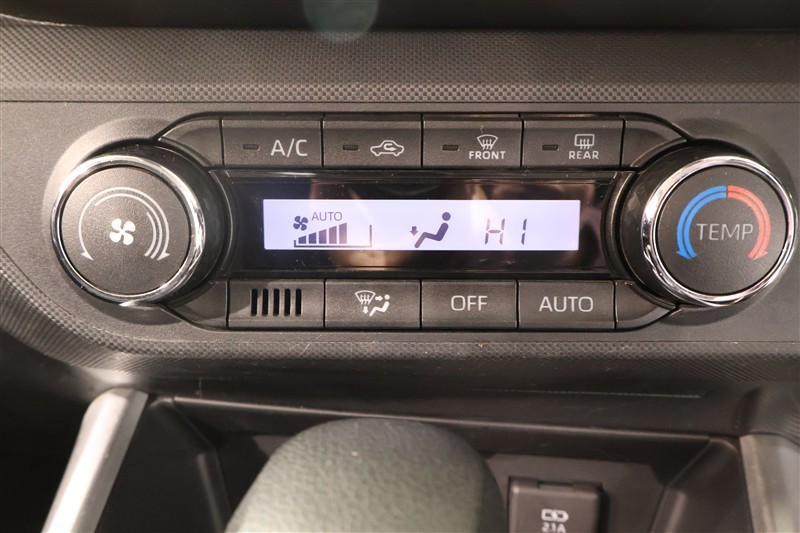 A/C
FRONT
REAR
AUTO
HI
TEMP
OFF
AUTO
2.1A